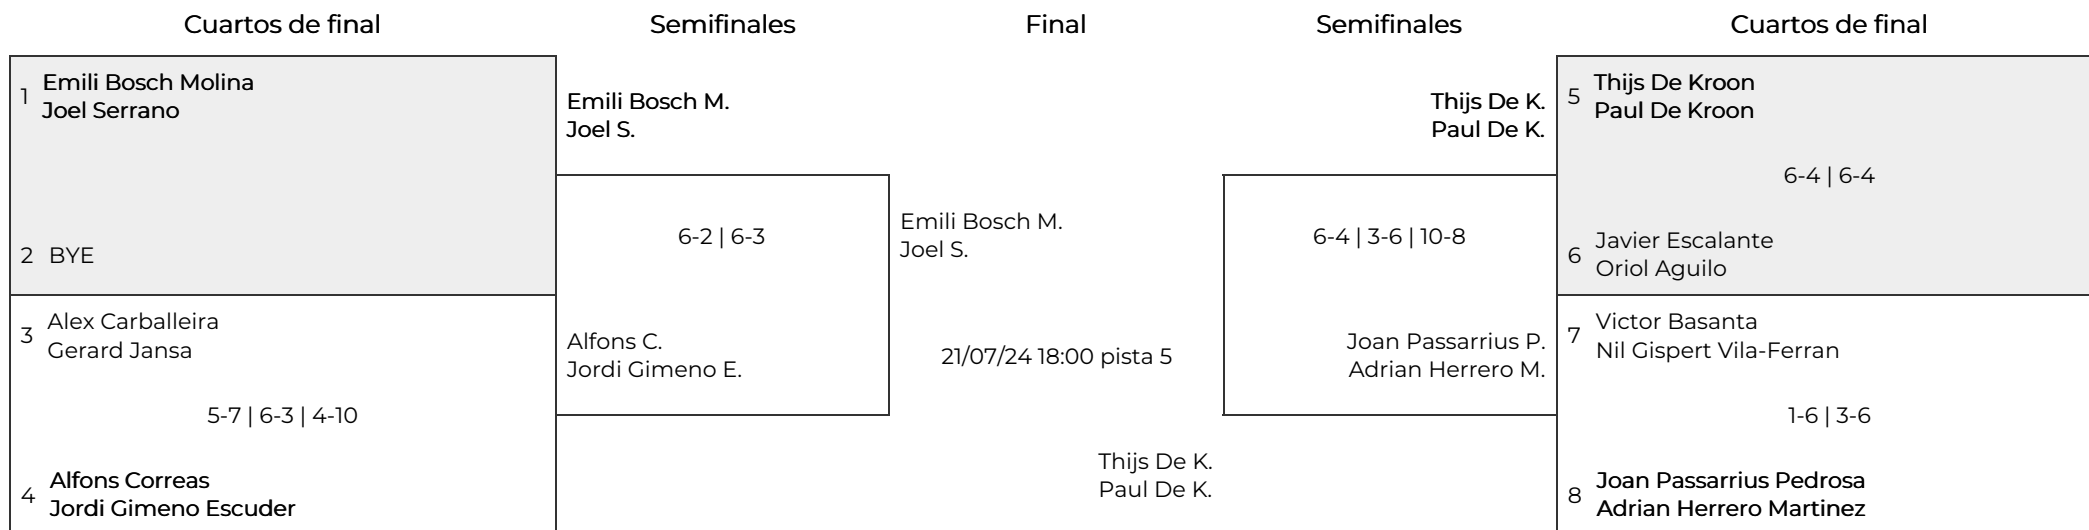 Cuartos de final
Semifinales
Final
Semifinales
Cuartos de final
1
Emili Bosch Molina
Joel Serrano
2 BYE
3
Alex Carballeira
Gerard Jansa
5-7 | 6-3 | 4-10
4
Alfons Correas
Jordi Gimeno Escuder
Emili Bosch M.
Joel S.
6-2 | 6-3
Alfons C.
Jordi Gimeno E.
Emili Bosch M.
Joel S.
21/07/24 18:00 pista 5
Thijs De K.
Paul De K.
Thijs De K.
Paul De K.
6-4 | 3-6 | 10-8
Joan Passarrius P.
Adrian Herrero M.
5
Thijs De Kroon
Paul De Kroon
6-4 | 6-4
6
Javier Escalante
Oriol Aguilo
7
Victor Basanta
Nil Gispert Vila-Ferran
1-6 | 3-6
8
Joan Passarrius Pedrosa
Adrian Herrero Martinez